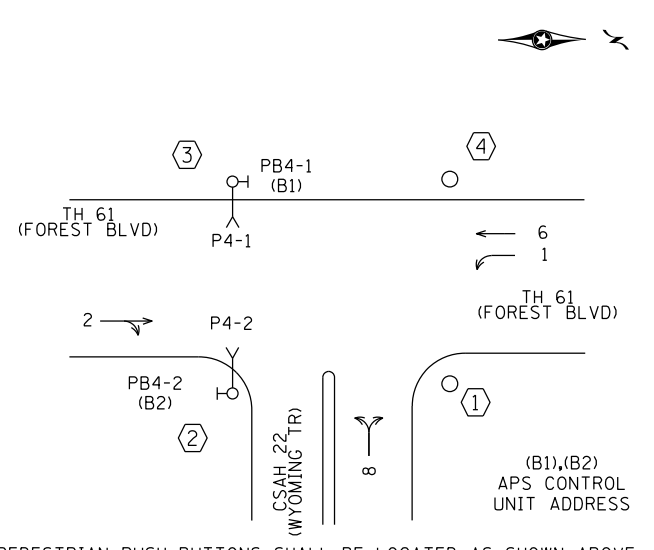 N
3
4
PB4-1
(B1)
TH 61
(FOREST BLVD)
P4-1
6
1
TH 61
(FOREST BLVD)
2
P4-2
PB4-2
(B2)
1
2
CSAH 22
(WYOMING TR)
8
(B1),(B2)
APS CONTROL
UNIT ADDRESS
PEDESTRIAN PUSH BUTTONS SHALL BE LOCATED AS SHOWN ABOVE